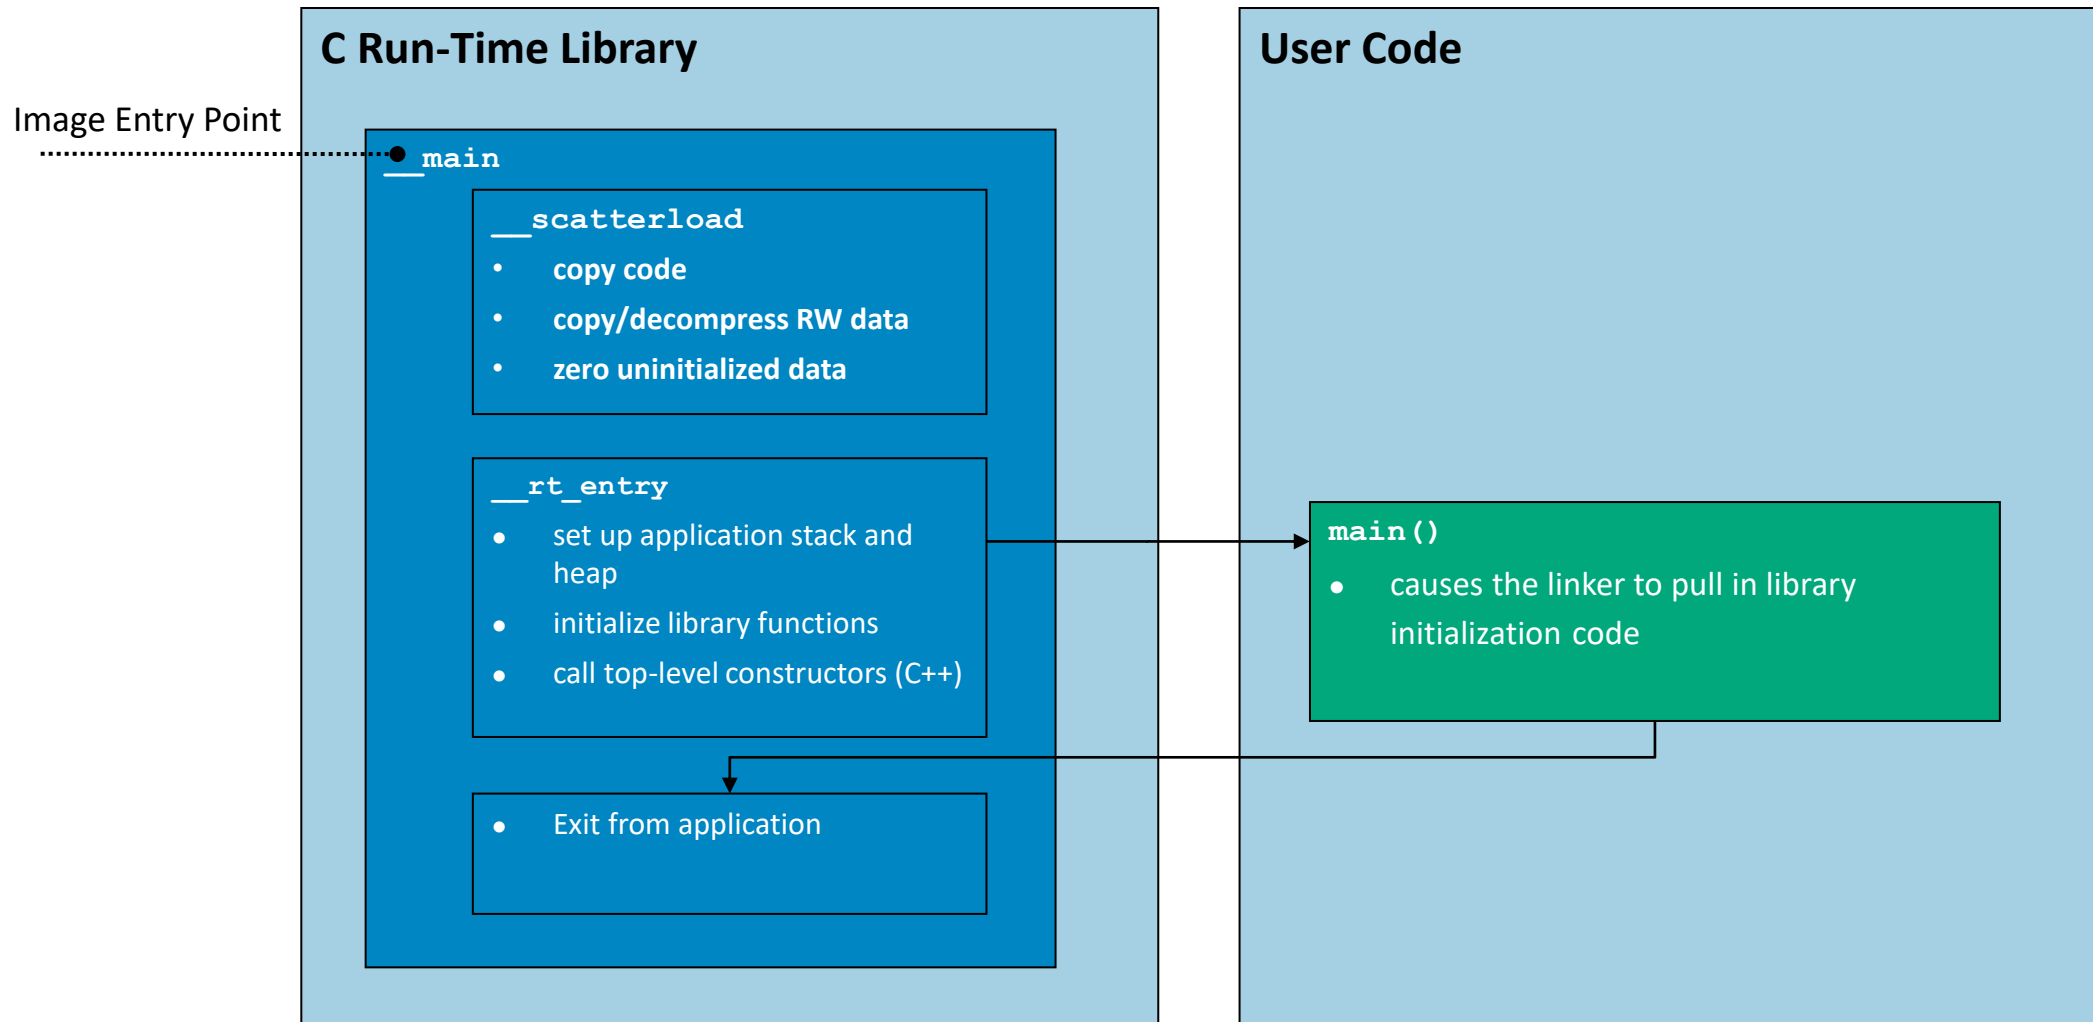 C Run-Time Library
User Code
Image Entry Point
__main
__scatterload
• copy code
• copy/decompress RW data
• zero uninitialized data
__rt_entry
• set up application stack and
heap
• initialize library functions
• call top-level constructors (C++)
main()
• causes the linker to pull in library
initialization code
• Exit from application